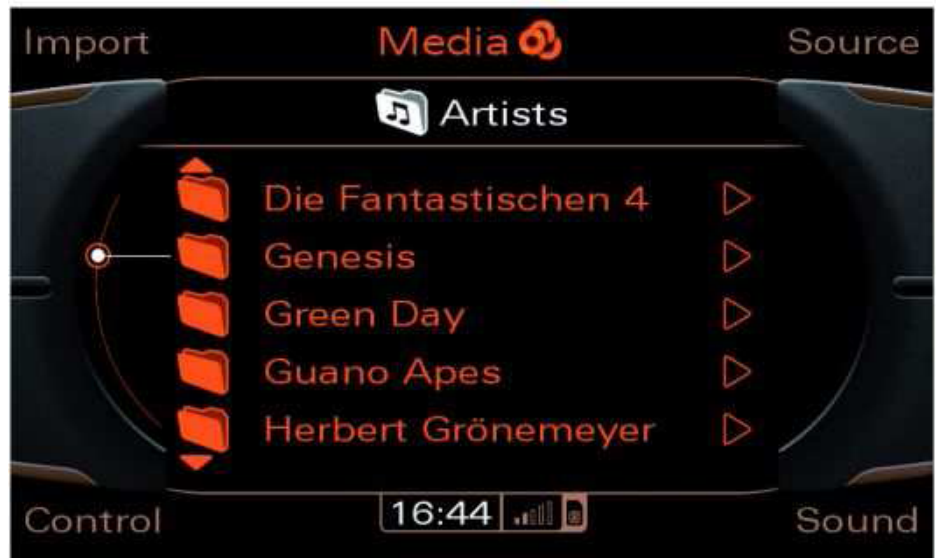 Import Media Source
Artists
Die Fantastischen 4
Genesis
Green Day
Guano Apes
Herbert Grönemeyer
Control 16:44 Sound